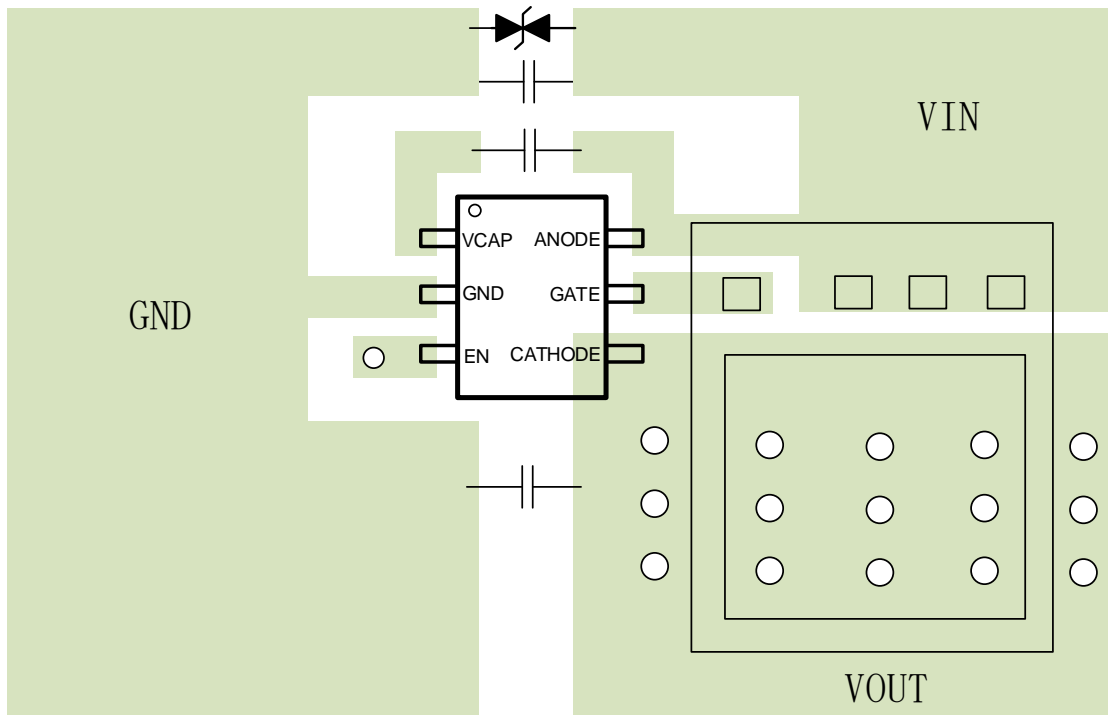 VIN
VCAP
ANODE
GND
GND
GATE
EN
CATHODE
VOUT